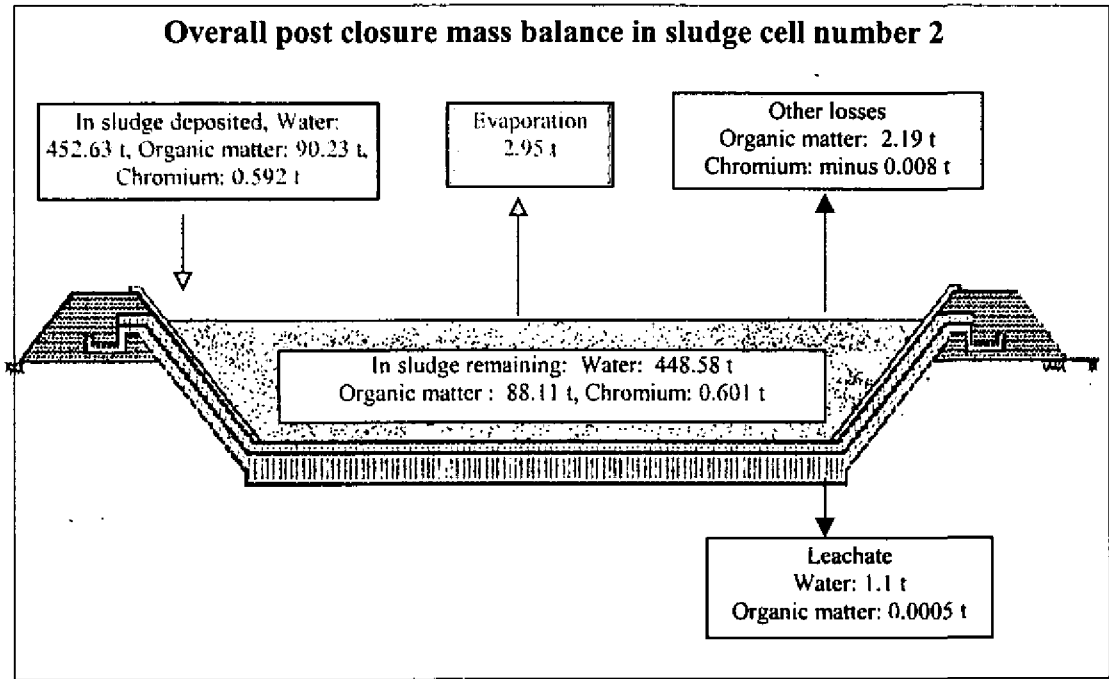 Overall post closure mass balance in sludge cell number 2
In sludge deposited, Water:
452.63 t, Organic matter: 90.23 t,
Chromium: 0.592 t
Evaporation
2.95 t
Other losses
Organic matter: 2.19 t
Chromium: minus 0.008 t
In sludge remaining: Water: 448.58 t
Organic matter : 88.11 t, Chromium: 0.601 t
Leachate
Water: 1.1 t
Organic matter: 0.0005 t